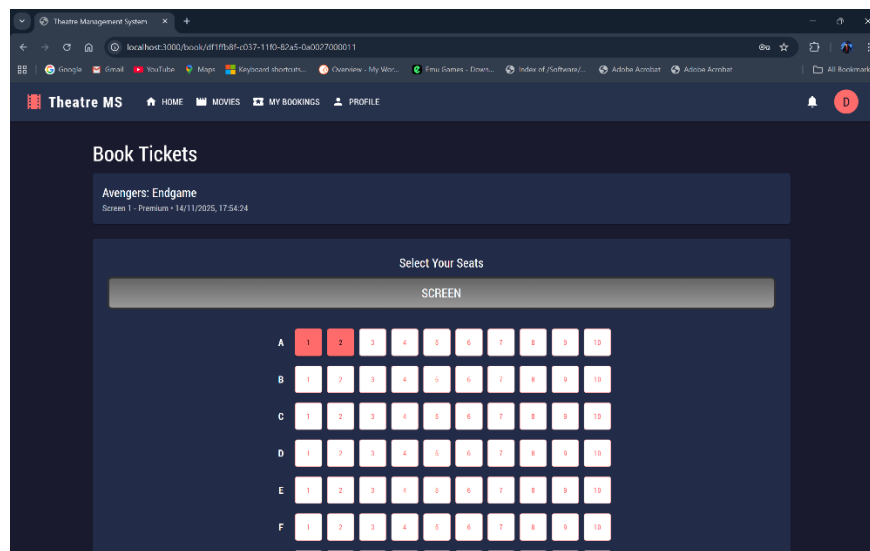 Theatre Management System
localhost:3000/book/df1ffb8f-c037-11f0-82a5-0a0027000011
Google Gmail YouTube Maps Keyboard shortcuts... Overview - My Wor... Emu Games - Down... Index of /Software/... Adobe Acrobat Adobe Acrobat All Bookmark
Theatre MS HOME MOVIES MY BOOKINGS PROFILE D
Book Tickets
Avengers: Endgame
Screen 1 - Premium • 14/11/2025, 17:54:24
Select Your Seats
SCREEN
A 1 2 3 4 5 6 7 8 9 10
B 1 2 3 4 5 6 7 8 9 10
C 1 2 3 4 5 6 7 8 9 10
D 1 2 3 4 5 6 7 8 9 10
E 1 2 3 4 5 6 7 8 9 10
F 1 2 3 4 5 6 7 8 9 10